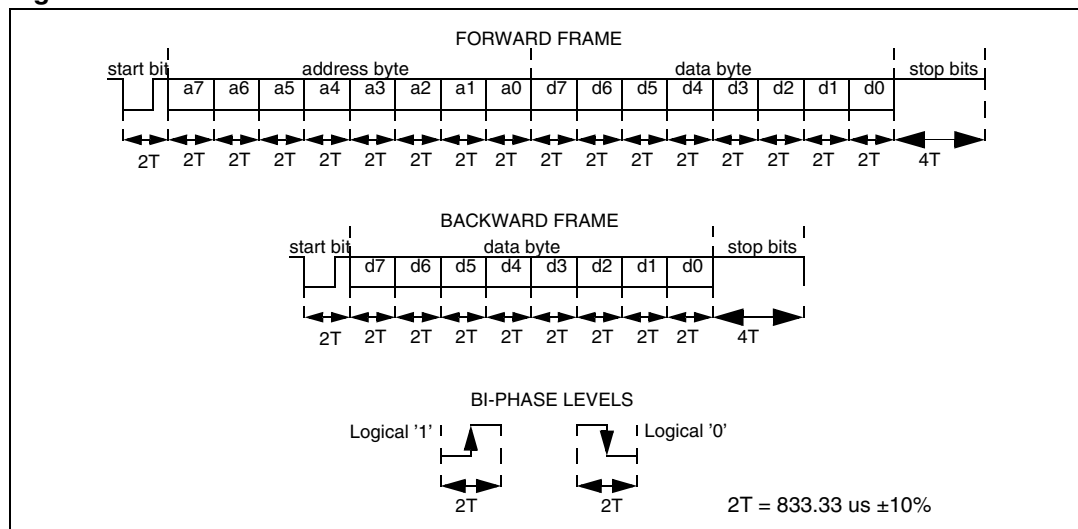 FORWARD FRAME
start bit address byte data byte stop bits
a7 a6 a5 a4 a3 a2 a1 a0 d7 d6 d5 d4 d3 d2 d1 d0
2T 2T 2T 2T 2T 2T 2T 2T 2T 2T 2T 2T 2T 2T 2T 2T 2T 4T
BACKWARD FRAME
start bit data byte stop bits
d7 d6 d5 d4 d3 d2 d1 d0
2T 2T 2T 2T 2T 2T 2T 2T 2T 4T
BI-PHASE LEVELS
Logical '1' Logical '0'
2T 2T
2T = 833.33 us ±10%